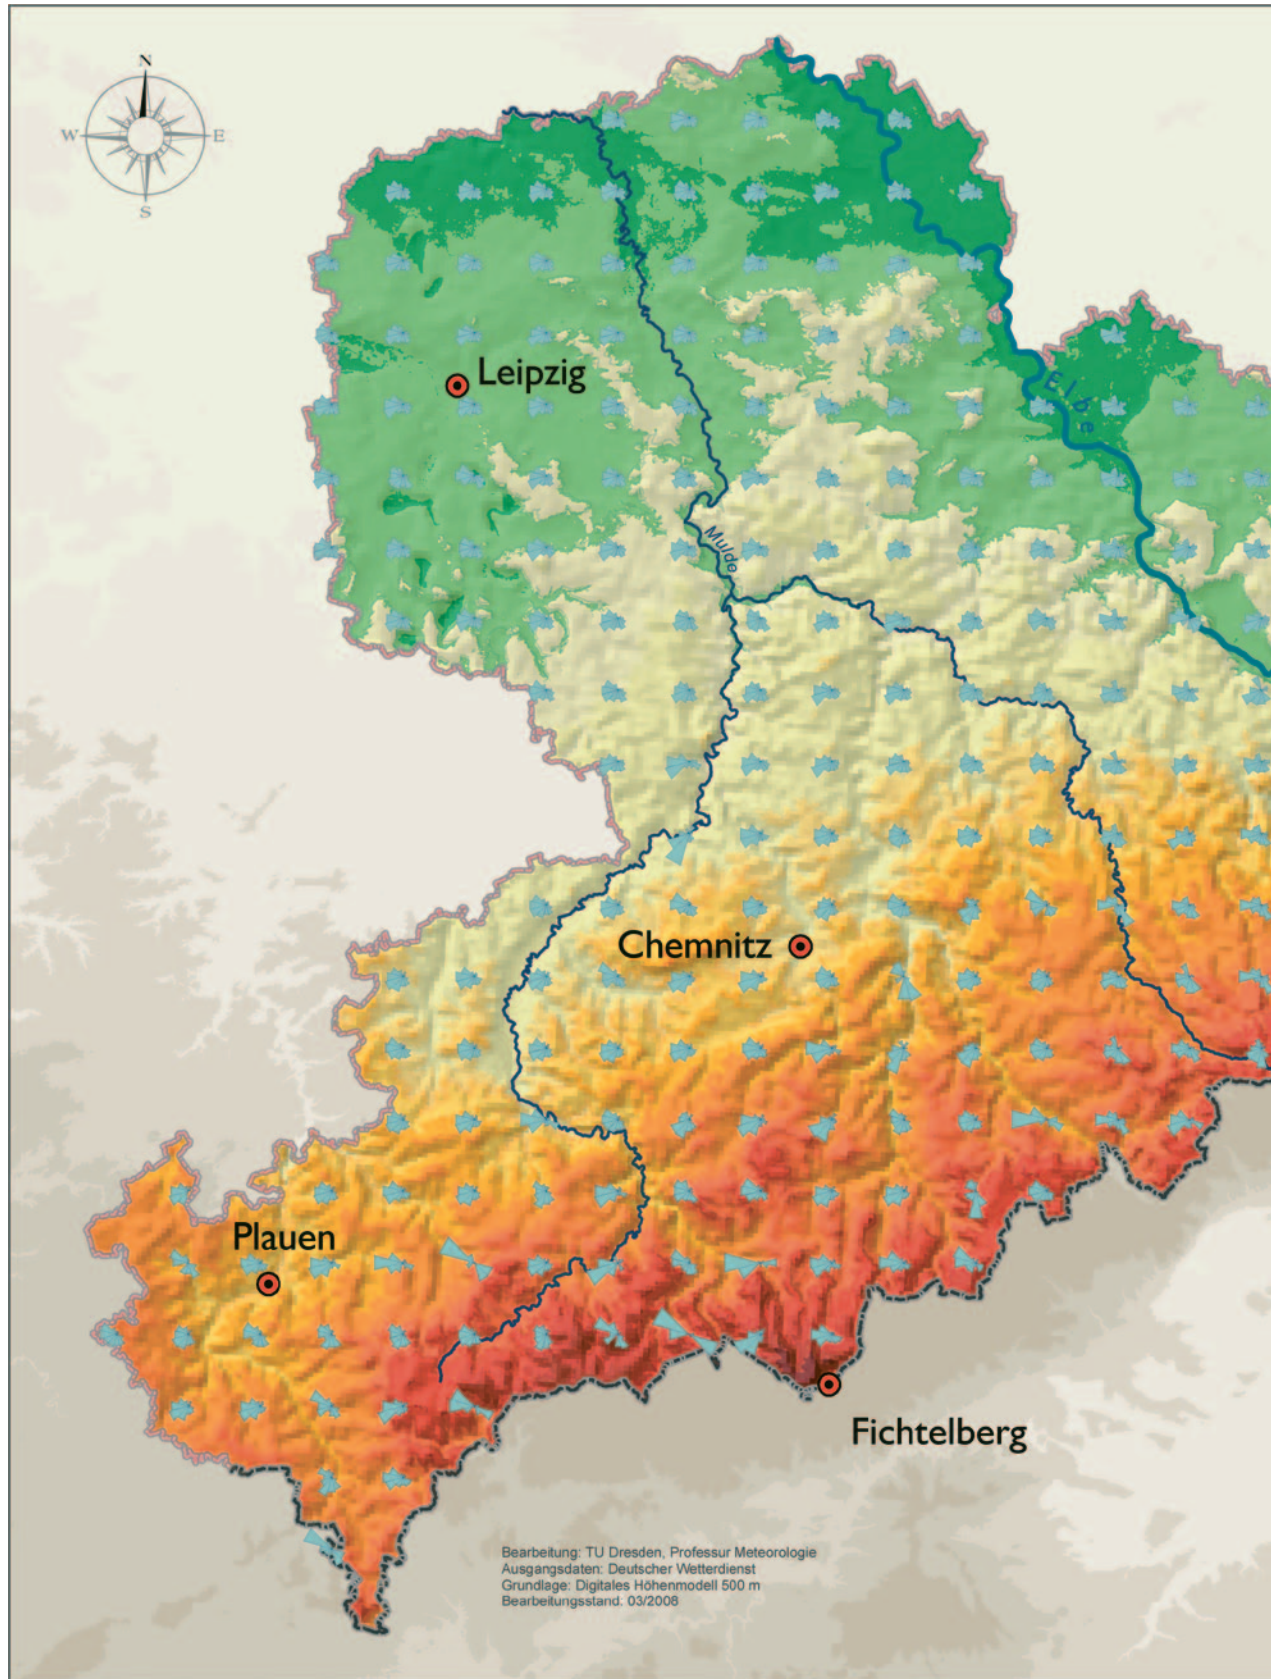 N
W
E
S
Leipzig
Elbe
Mulde
Chemnitz
Plauen
Fichtelberg
Bearbeitung: TU Dresden, Professur Meteorologie
Ausgangsdaten: Deutscher Wetterdienst
Grundlage: Digitales Höhenmodell 500 m
Bearbeitungsstand: 03/2008